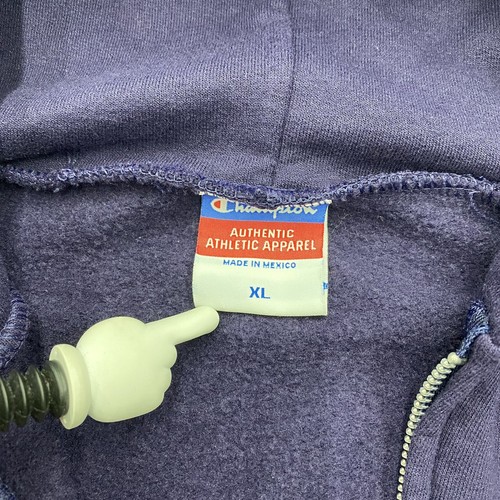 Champion
AUTHENTIC
ATHLETIC APPAREL
MADE IN MEXICO
XL